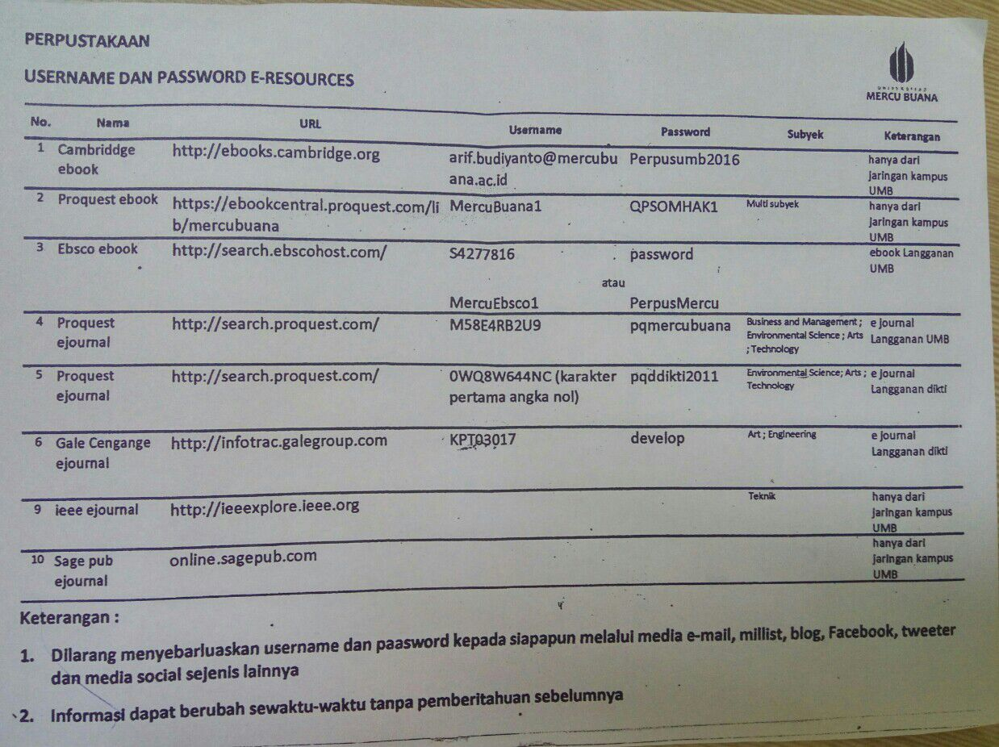 PERPUSTAKAAN
USERNAME DAN PASSWORD E-RESOURCES
UNIVERSITAS
MERCU BUANA
No. Nama URL Username Password Subyek Keterangan
1 Cambriddge http://ebooks.cambridge.org arif.budiyanto@mercubu Perpusumb2016 hanya dari
ebook ana.ac.id jaringan kampus
UMB
2 Proquest ebook https://ebookcentral.proquest.com/li MercuBuana1 QPSOMHAK1 Multi subyek hanya dari
b/mercubuana jaringan kampus
UMB
3 Ebsco ebook http://search.ebscohost.com/ S4277816 password ebook Langganan
UMB
atau
MercuEbsco1 PerpusMercu
4 Proquest http://search.proquest.com/ M58E4RB2U9 pqmercubuana Business and Management ; e journal
ejournal Environmental Science ; Arts Langganan UMB
; Technology
5 Proquest http://search.proquest.com/ 0WQ8W644NC (karakter pqddikti2011 Environmental Science; Arts ; e journal
ejournal pertama angka nol) Technology Langganan dikti
6 Gale Cengange http://infotrac.galegroup.com KPT03017 develop Art ; Engineering e journal
ejournal Langganan dikti
9 ieee ejournal http://ieeexplore.ieee.org Teknik hanya dari
jaringan kampus
UMB
10 Sage pub online.sagepub.com hanya dari
ejournal jaringan kampus
UMB
Keterangan :
1. Dilarang menyebarluaskan username dan paasword kepada siapapun melalui media e-mail, millist, blog, Facebook, tweeter
dan media social sejenis lainnya
2. Informasi dapat berubah sewaktu-waktu tanpa pemberitahuan sebelumnya